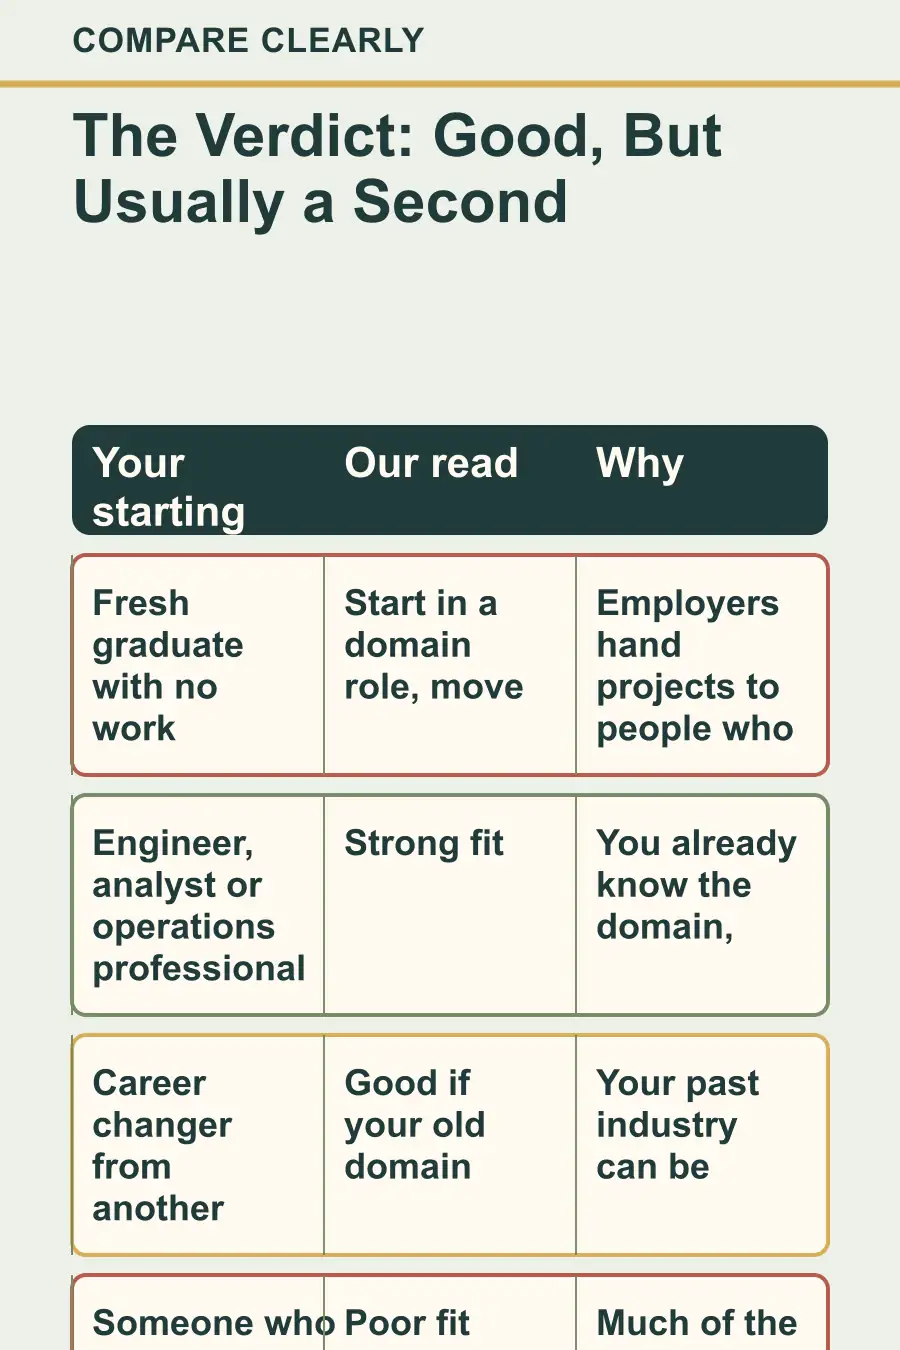 COMPARE CLEARLY
The Verdict: Good, But
Usually a Second
Your
starting
Our read
Why
Fresh
graduate
with no
work
Start in a
domain
role, move
Employers
hand
projects to
people who
Engineer,
analyst or
operations
professional
Strong fit
You already
know the
domain,
Career
changer
from
another
Good if
your old
domain
Your past
industry
can be
Someone who
Poor fit
Much of the